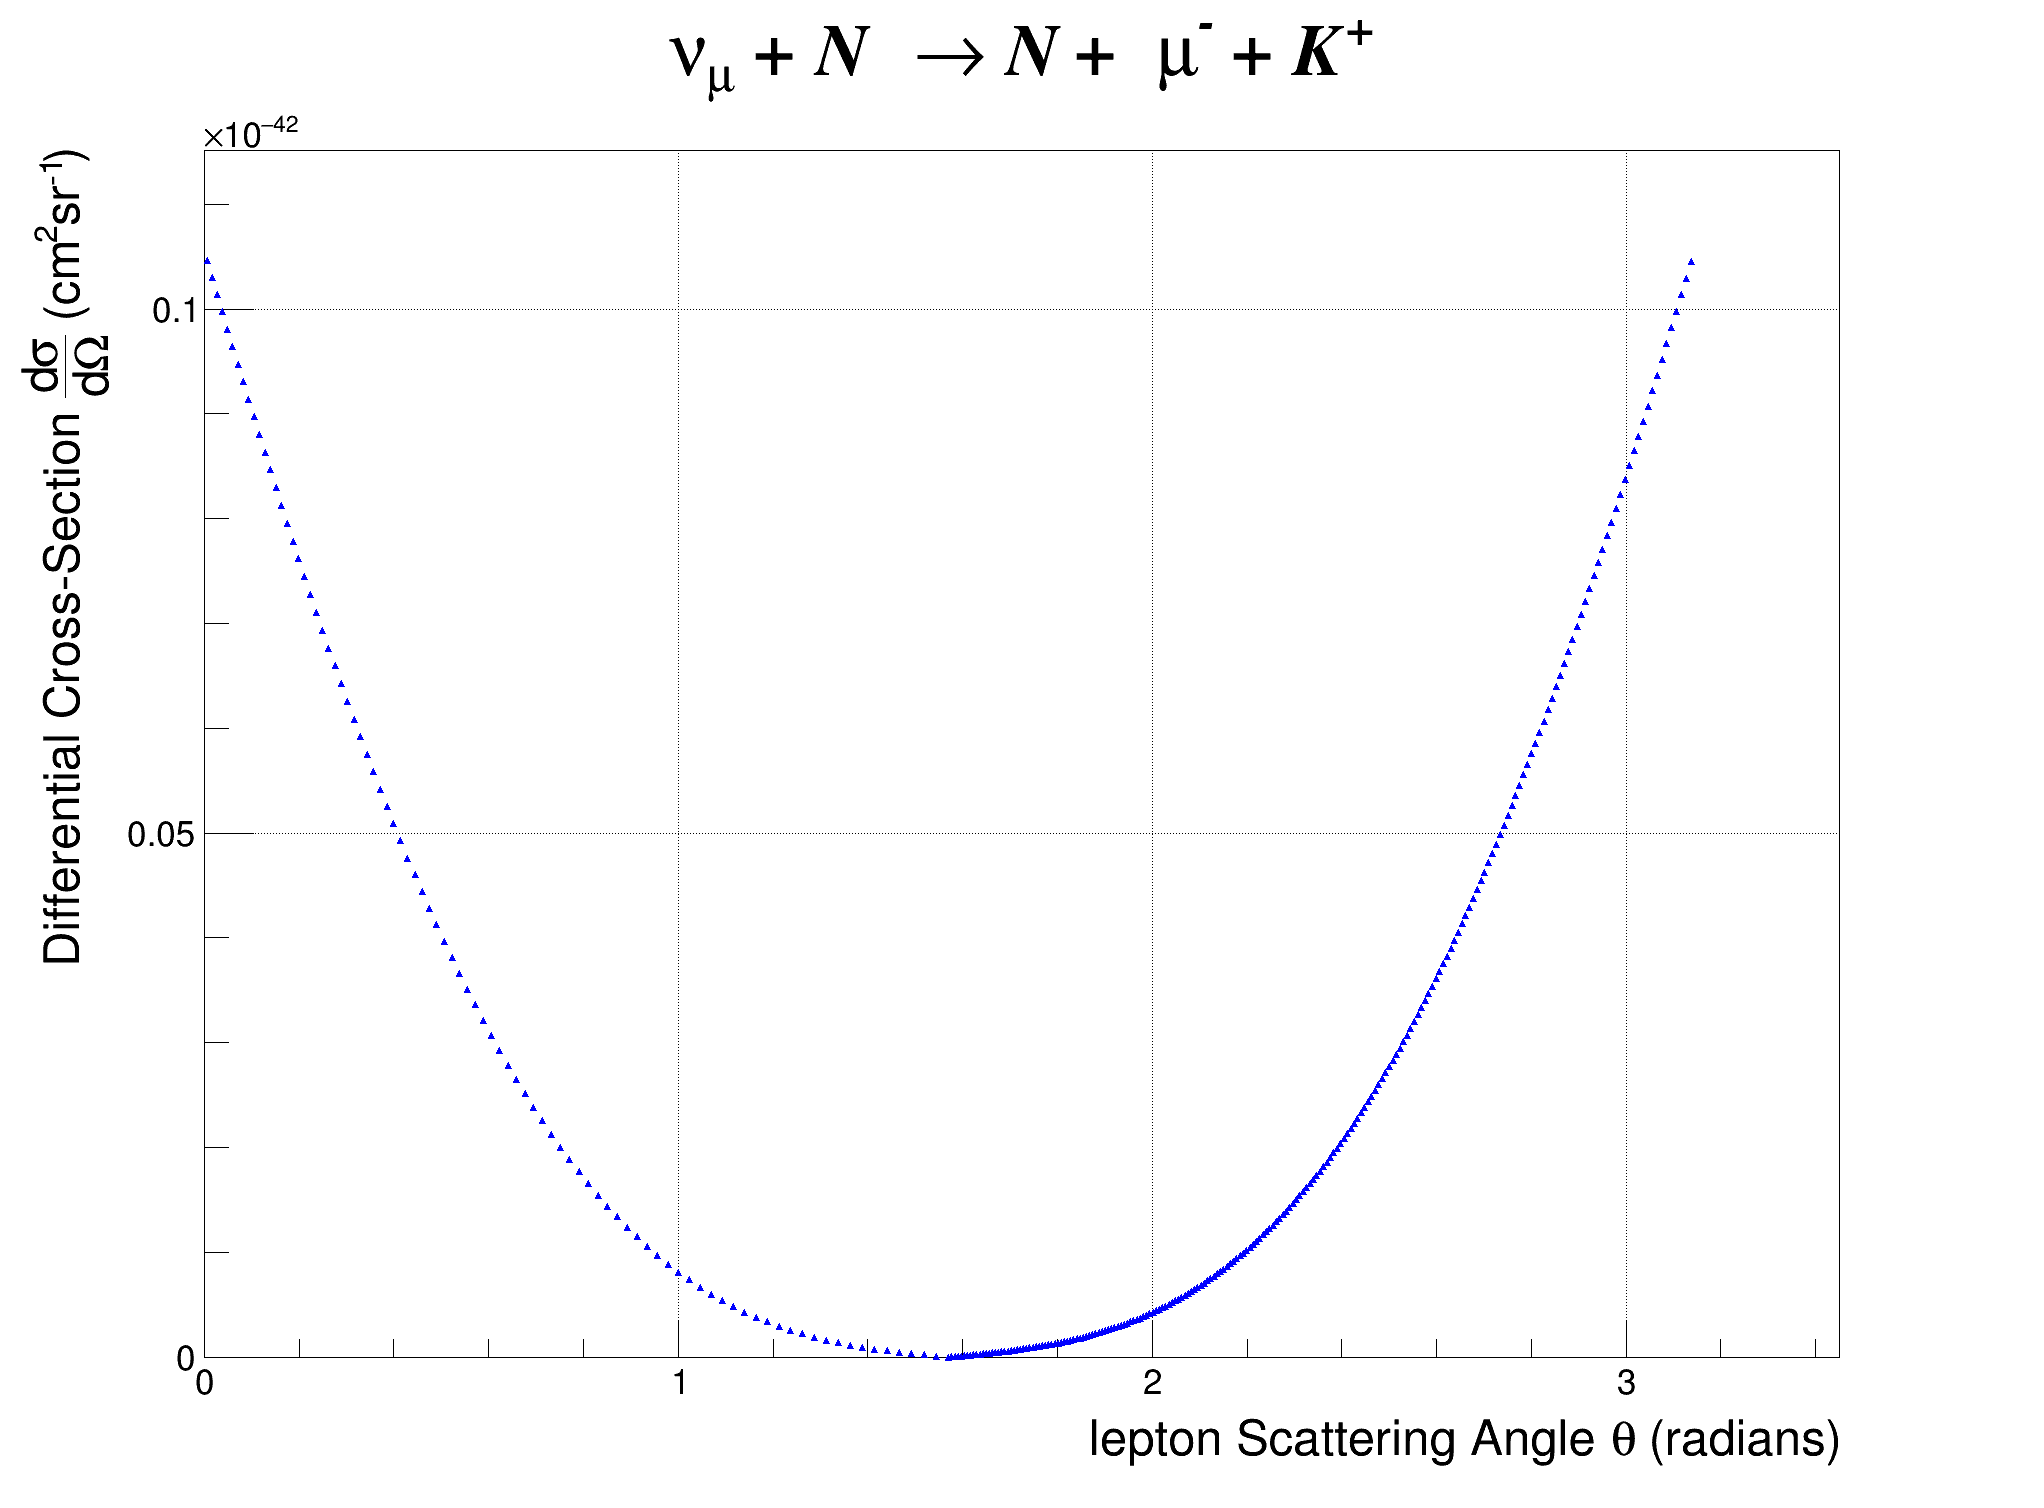 νμ + N → N + μ- + K+
×10−42
Differential Cross-Section dσ/dΩ (cm2sr-1)
0.1
0.05
0
0 1 2 3
lepton Scattering Angle θ (radians)